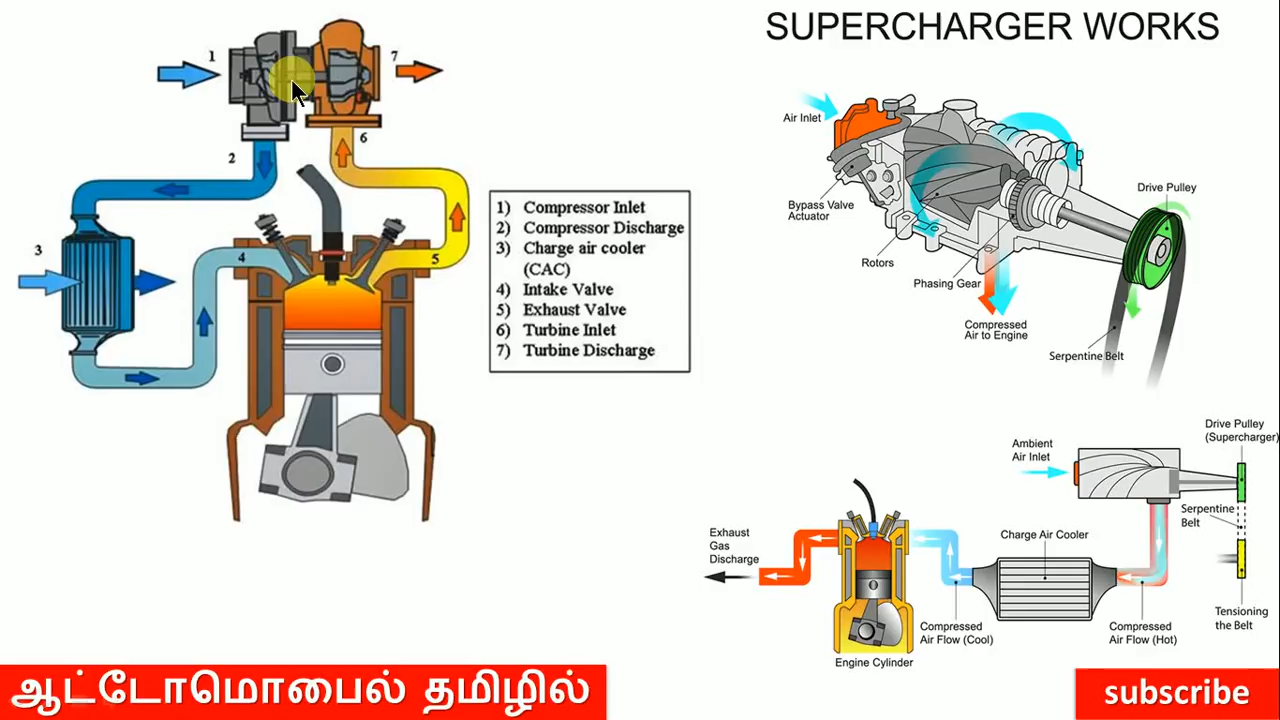 1
7
2
6
3
4
5
1) Compressor Inlet
2) Compressor Discharge
3) Charge air cooler
(CAC)
4) Intake Valve
5) Exhaust Valve
6) Turbine Inlet
7) Turbine Discharge
SUPERCHARGER WORKS
Air Inlet
Drive Pulley
Bypass Valve
Actuator
Rotors
Phasing Gear
Compressed
Air to Engine
Serpentine Belt
Drive Pulley
(Supercharger)
Ambient
Air Inlet
Serpentine
Belt
Exhaust
Gas
Discharge
Charge Air Cooler
Compressed
Air Flow (Cool)
Compressed
Air Flow (Hot)
Tensioning
the Belt
Engine Cylinder
ஆட்டோமொபைல் தமிழில்
subscribe